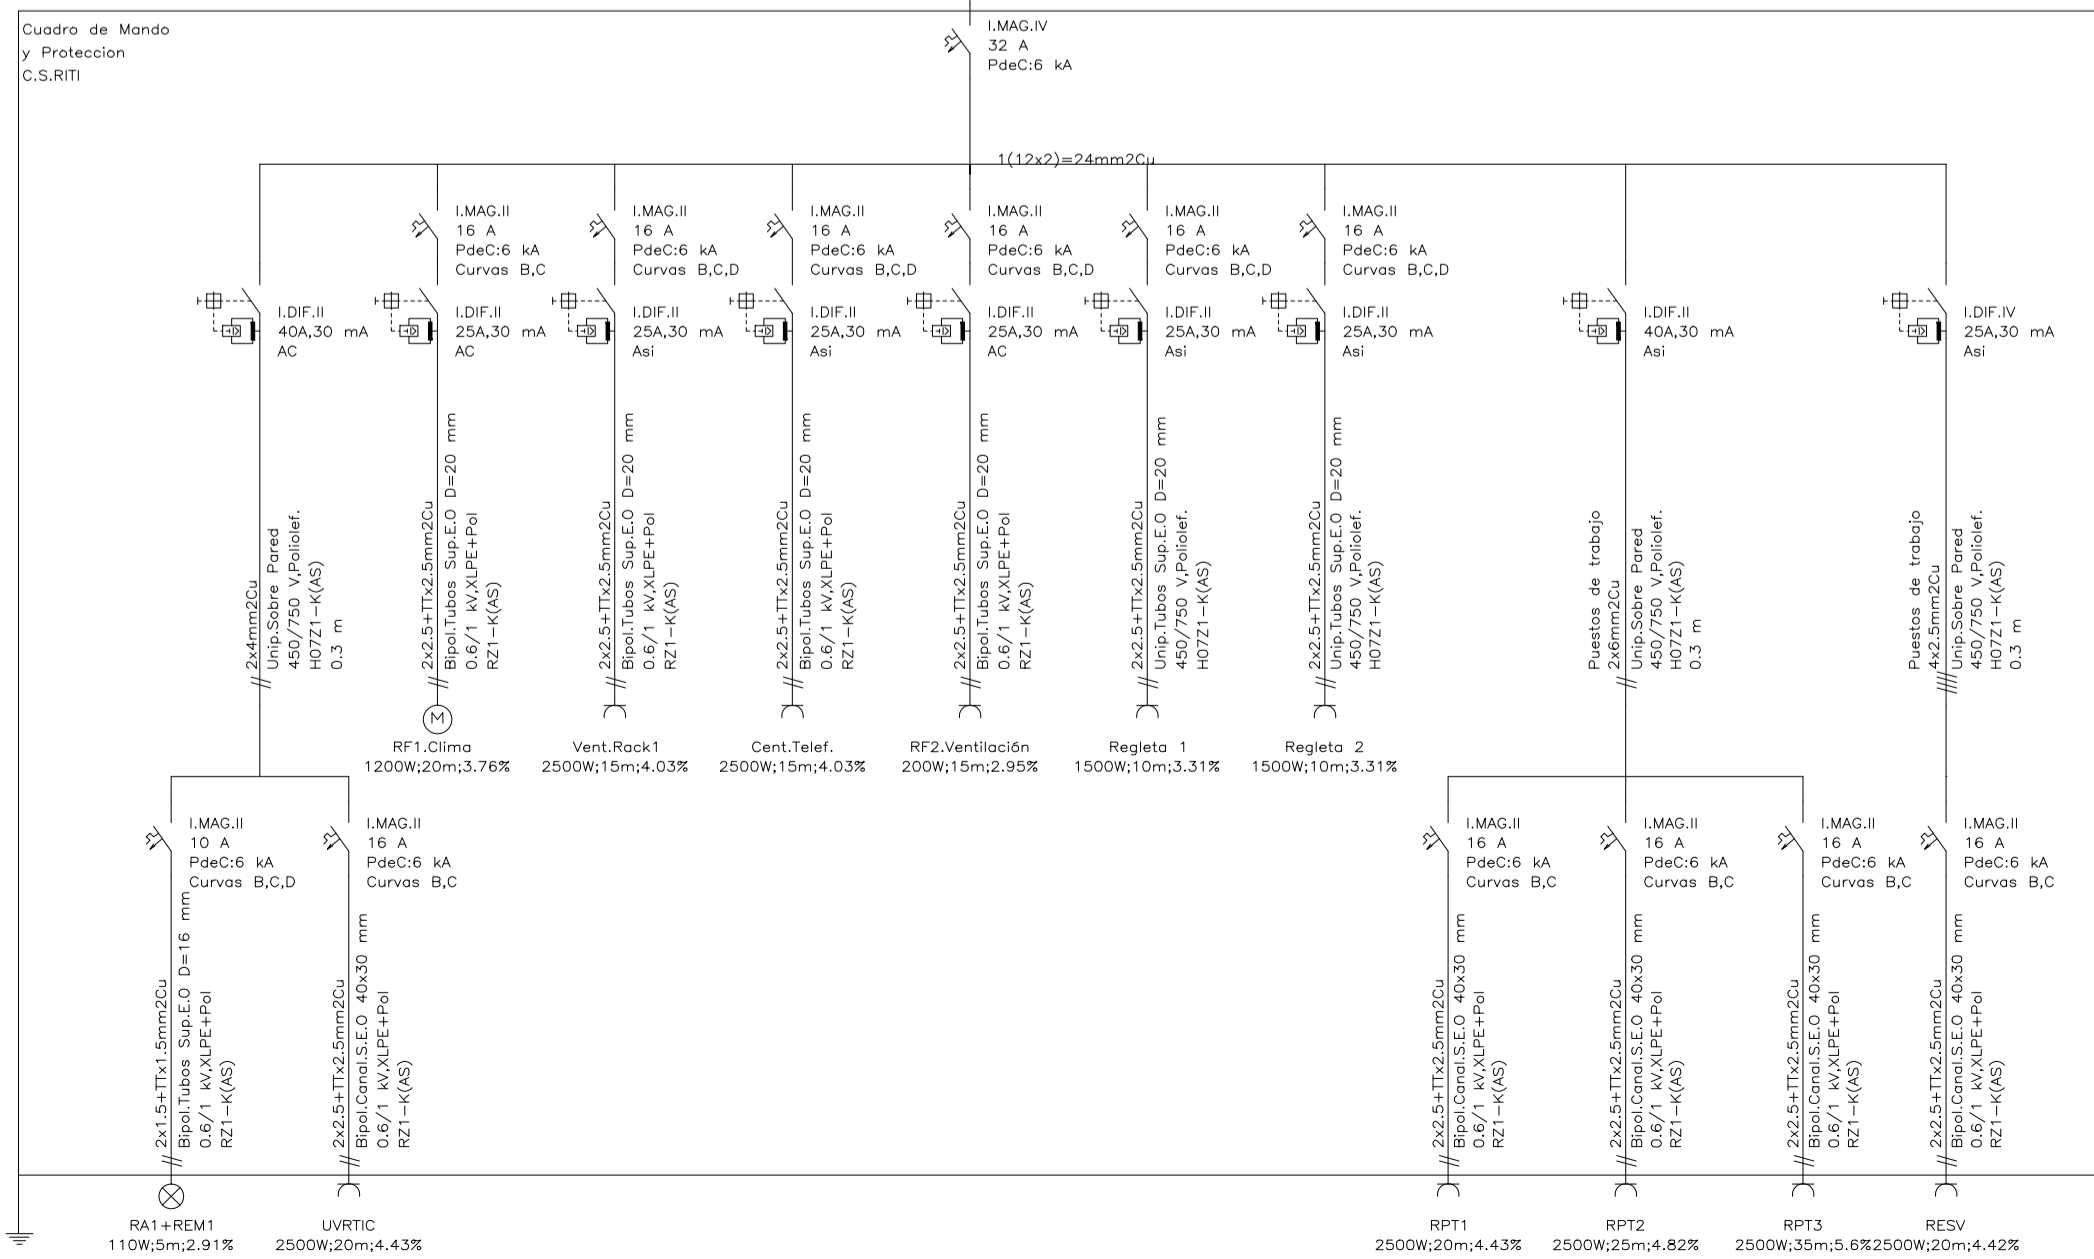 Cuadro de Mando
y Proteccion
C.S.RITI
I.MAG.IV
32 A
PdeC:6 kA
1(12x2)=24mm2Cu
I.MAG.II
16 A
PdeC:6 kA
Curvas B,C
I.MAG.II
16 A
PdeC:6 kA
Curvas B,C,D
I.MAG.II
16 A
PdeC:6 kA
Curvas B,C,D
I.MAG.II
16 A
PdeC:6 kA
Curvas B,C,D
I.MAG.II
16 A
PdeC:6 kA
Curvas B,C,D
I.MAG.II
16 A
PdeC:6 kA
Curvas B,C,D
I.DIF.II
40A,30 mA
AC
I.DIF.II
25A,30 mA
AC
I.DIF.II
25A,30 mA
Asi
I.DIF.II
25A,30 mA
Asi
I.DIF.II
25A,30 mA
AC
I.DIF.II
25A,30 mA
Asi
I.DIF.II
25A,30 mA
Asi
I.DIF.II
40A,30 mA
Asi
I.DIF.IV
25A,30 mA
Asi
2x4mm2Cu
Unip.Sobre Pared
450/750 V,Poliolef.
H07Z1-K(AS)
0.3 m
2x2.5+TTx2.5mm2Cu
Bipol.Tubos Sup.E.O D=20 mm
0.6/1 kV,XLPE+Pol
RZ1-K(AS)
2x2.5+TTx2.5mm2Cu
Bipol.Tubos Sup.E.O D=20 mm
0.6/1 kV,XLPE+Pol
RZ1-K(AS)
2x2.5+TTx2.5mm2Cu
Bipol.Tubos Sup.E.O D=20 mm
0.6/1 kV,XLPE+Pol
RZ1-K(AS)
2x2.5+TTx2.5mm2Cu
Bipol.Tubos Sup.E.O D=20 mm
0.6/1 kV,XLPE+Pol
RZ1-K(AS)
2x2.5+TTx2.5mm2Cu
Unip.Tubos Sup.E.O D=20 mm
450/750 V,Poliolef.
H07Z1-K(AS)
2x2.5+TTx2.5mm2Cu
Unip.Tubos Sup.E.O D=20 mm
450/750 V,Poliolef.
H07Z1-K(AS)
Puestos de trabajo
2x6mm2Cu
Unip.Sobre Pared
450/750 V,Poliolef.
H07Z1-K(AS)
0.3 m
Puestos de trabajo
4x2.5mm2Cu
Unip.Sobre Pared
450/750 V,Poliolef.
H07Z1-K(AS)
0.3 m
M
RF1.Clima
1200W;20m;3.76%
Vent.Rack1
2500W;15m;4.03%
Cent.Telef.
2500W;15m;4.03%
RF2.Ventilación
200W;15m;2.95%
Regleta 1
1500W;10m;3.31%
Regleta 2
1500W;10m;3.31%
I.MAG.II
10 A
PdeC:6 kA
Curvas B,C,D
I.MAG.II
16 A
PdeC:6 kA
Curvas B,C
I.MAG.II
16 A
PdeC:6 kA
Curvas B,C
I.MAG.II
16 A
PdeC:6 kA
Curvas B,C
I.MAG.II
16 A
PdeC:6 kA
Curvas B,C
I.MAG.II
16 A
PdeC:6 kA
Curvas B,C
2x1.5+TTx1.5mm2Cu
Bipol.Tubos Sup.E.O D=16 mm
0.6/1 kV,XLPE+Pol
RZ1-K(AS)
2x2.5+TTx2.5mm2Cu
Bipol.Canal.S.E.O 40x30 mm
0.6/1 kV,XLPE+Pol
RZ1-K(AS)
2x2.5+TTx2.5mm2Cu
Bipol.Canal.S.E.O 40x30 mm
0.6/1 kV,XLPE+Pol
RZ1-K(AS)
2x2.5+TTx2.5mm2Cu
Bipol.Canal.S.E.O 40x30 mm
0.6/1 kV,XLPE+Pol
RZ1-K(AS)
2x2.5+TTx2.5mm2Cu
Bipol.Canal.S.E.O 40x30 mm
0.6/1 kV,XLPE+Pol
RZ1-K(AS)
2x2.5+TTx2.5mm2Cu
Bipol.Canal.S.E.O 40x30 mm
0.6/1 kV,XLPE+Pol
RZ1-K(AS)
RA1+REM1
110W;5m;2.91%
UVRTIC
2500W;20m;4.43%
RPT1
2500W;20m;4.43%
RPT2
2500W;25m;4.82%
RPT3
2500W;35m;5.6%
RESV
2500W;20m;4.42%